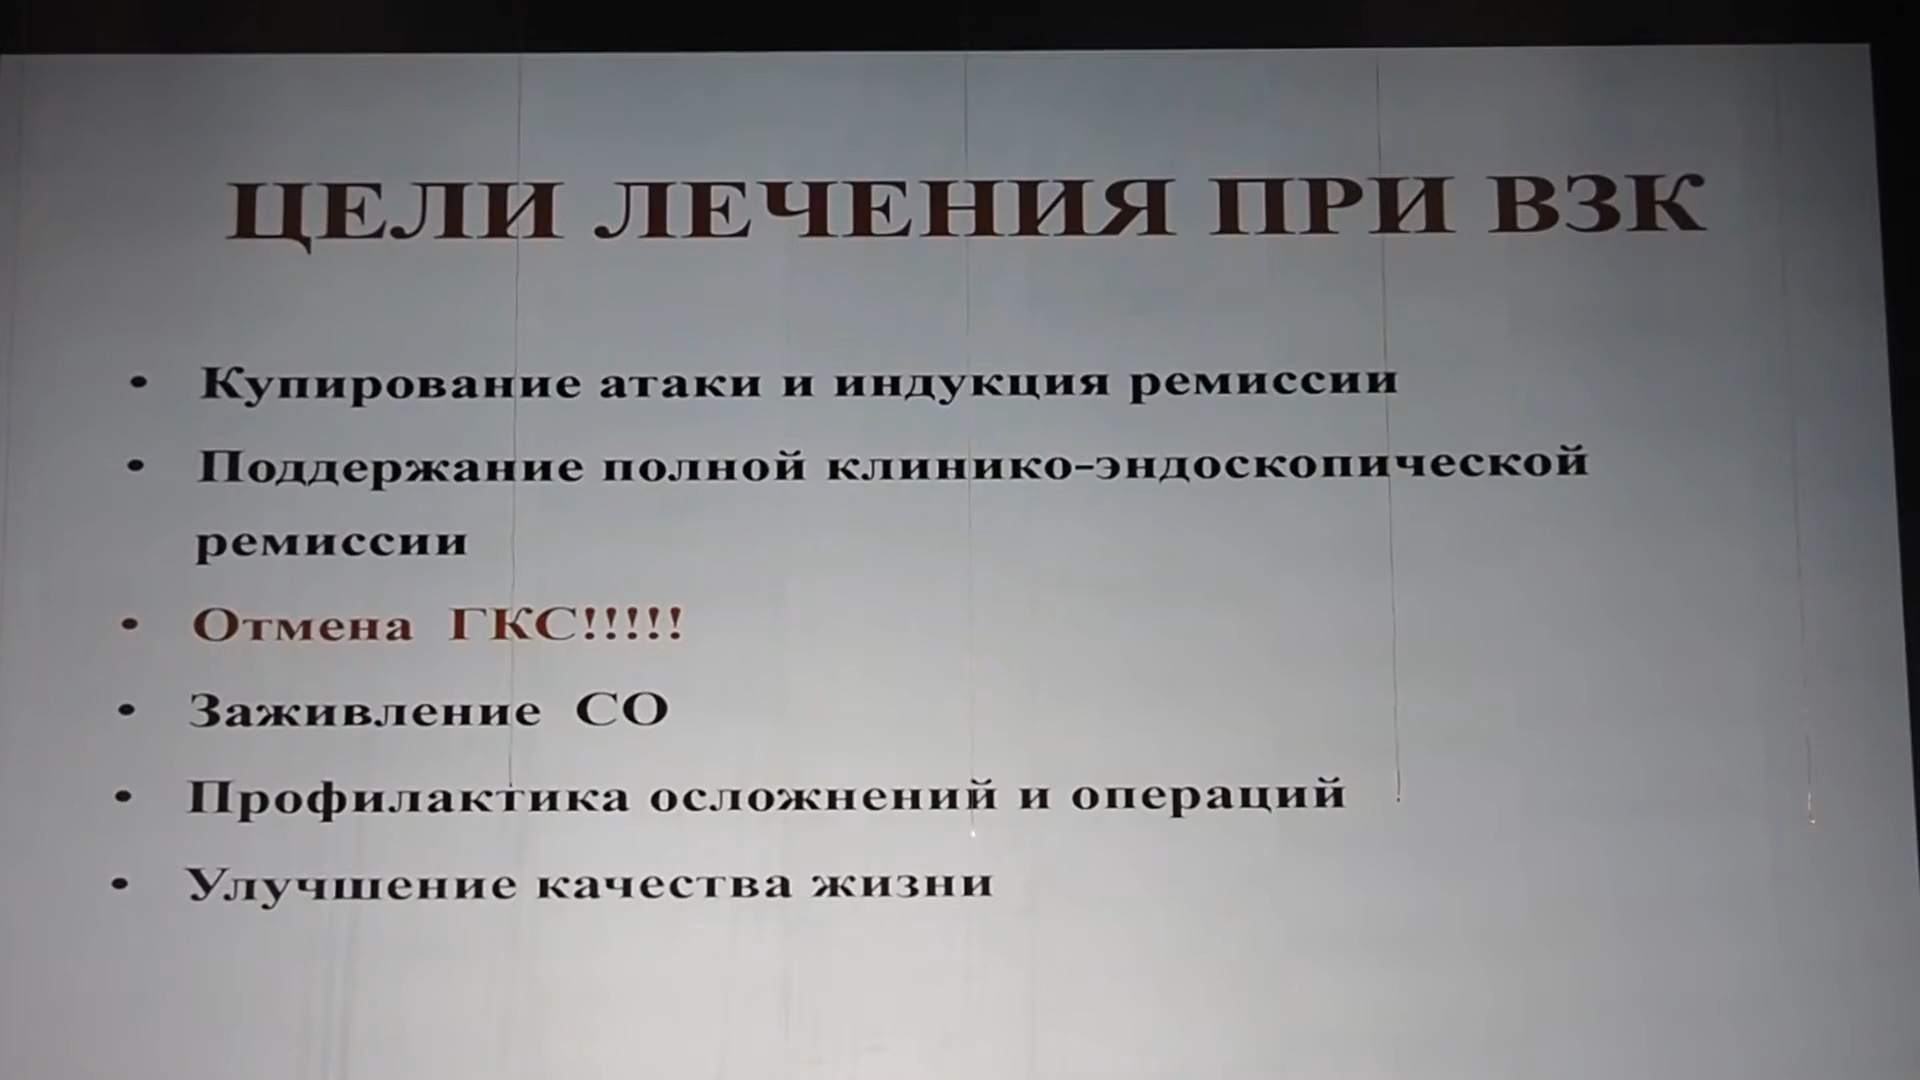 ЦЕЛИ ЛЕЧЕНИЯ ПРИ ВЗК
• Купирование атаки и индукция ремиссии
• Поддержание полной клинико-эндоскопической
ремиссии
• Отмена ГКС!!!!!
• Заживление СО
• Профилактика осложнений и операций
• Улучшение качества жизни